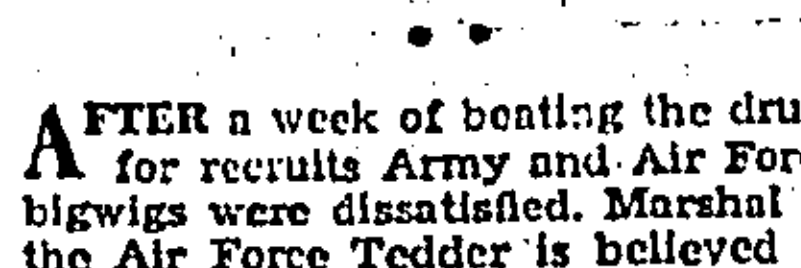 AFTER a week of beating the dru
for recruits Army and Air For
bigwigs were dissatisfied. Marshal
the Air Force Tedder is believed